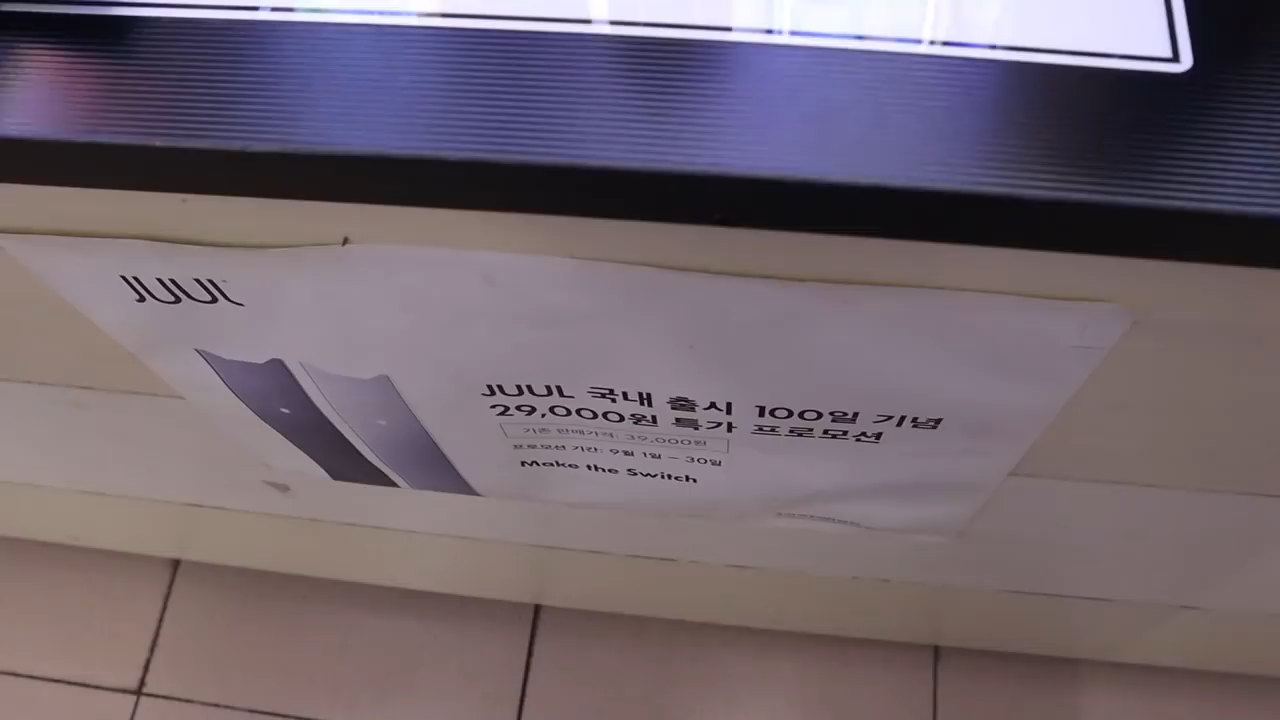 JUUL
JUUL 국내 출시 100일 기념
29,000원 특가 프로모션
기존 판매가격: 39,000원
프로모션 기간: 9월 1일 – 30일
Make the Switch